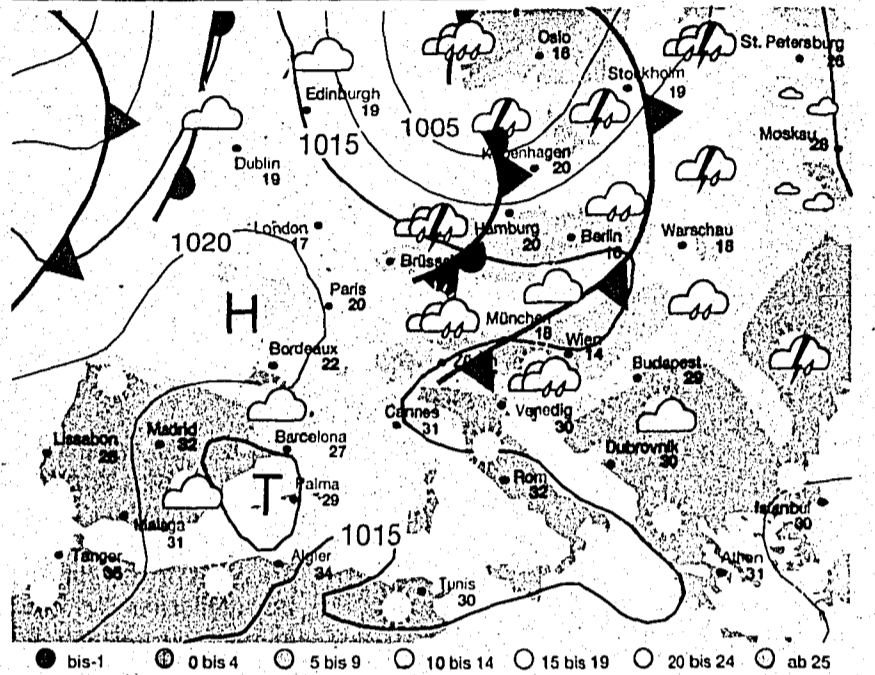 Oslo
16
St. Petersburg
26
Stockholm
19
Edinburgh
19
1005
1015
Moskau
28
Kopenhagen
20
Dublin
19
London
17
Hamburg
20
Berlin
16
Warschau
18
1020
Brüssel
Paris
20
H
München
18
Wien
14
Bordeaux
22
Budapest
29
Cannes
31
Venedig
30
Lissabon
Madrid
32
Barcelona
27
Dubrovnik
30
T
Palma
29
Rom
32
Istanbul
30
Malaga
31
1015
Tanger
Algier
34
Athen
31
Tunis
30
bis-1
0 bis 4
5 bis 9
10 bis 14
15 bis 19
20 bis 24
ab 25